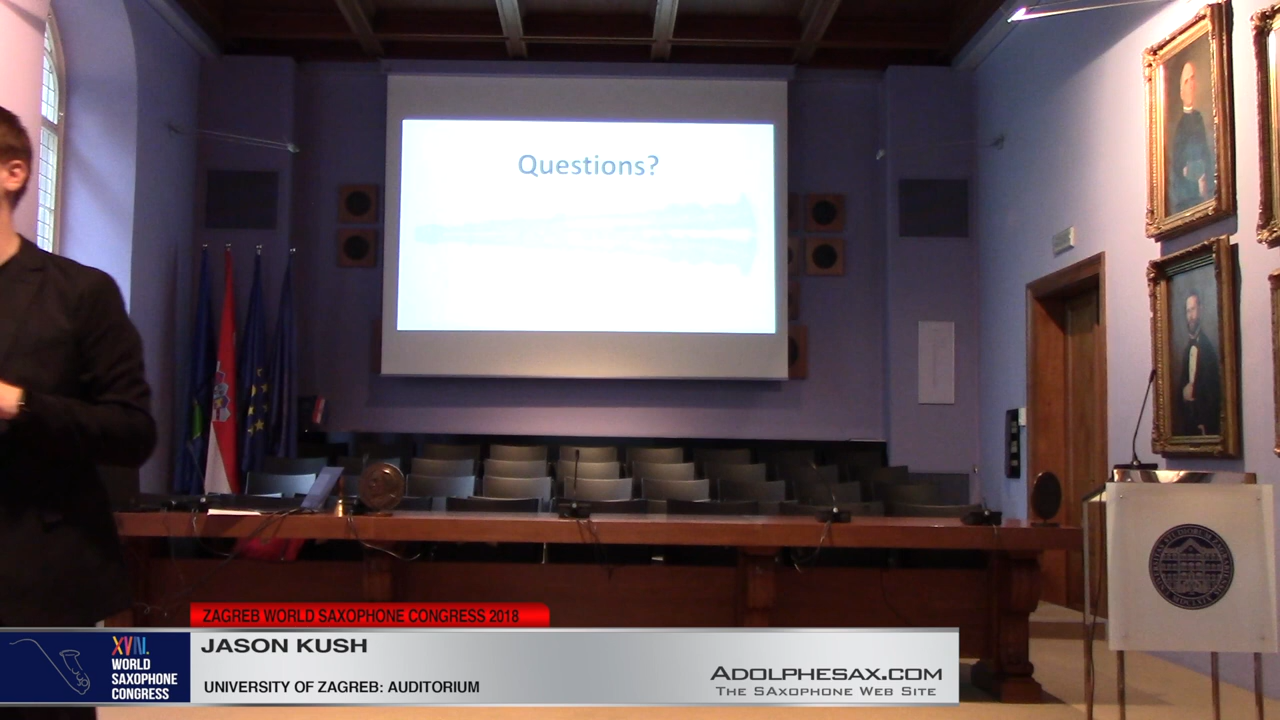 Questions?
ZAGREB WORLD SAXOPHONE CONGRESS 2018
JASON KUSH
XVIII.
WORLD
SAXOPHONE
CONGRESS
UNIVERSITY OF ZAGREB: AUDITORIUM
ADOLPHESAX.COM
THE SAXOPHONE WEB SITE